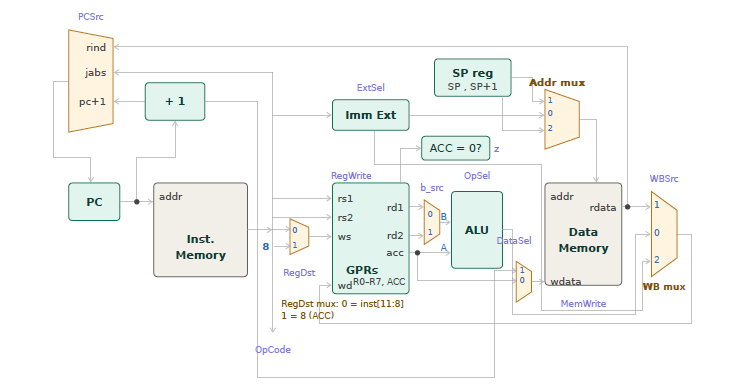 PCSrc
rind
jabs
pc+1
+ 1
ExtSel
Imm Ext
SP reg
SP , SP+1
Addr mux
1
0
2
ACC = 0?
z
PC
addr
Inst.
Memory
RegWrite
rs1
rs2
ws
wd
rd1
rd2
acc
GPRs
R0–R7, ACC
0
1
8
RegDst
b_src
0
1
B
A
OpSel
ALU
DataSel
1
0
addr
rdata
Data
Memory
wdata
MemWrite
WBSrc
1
0
2
WB mux
RegDst mux: 0 = inst[11:8]
1 = 8 (ACC)
OpCode